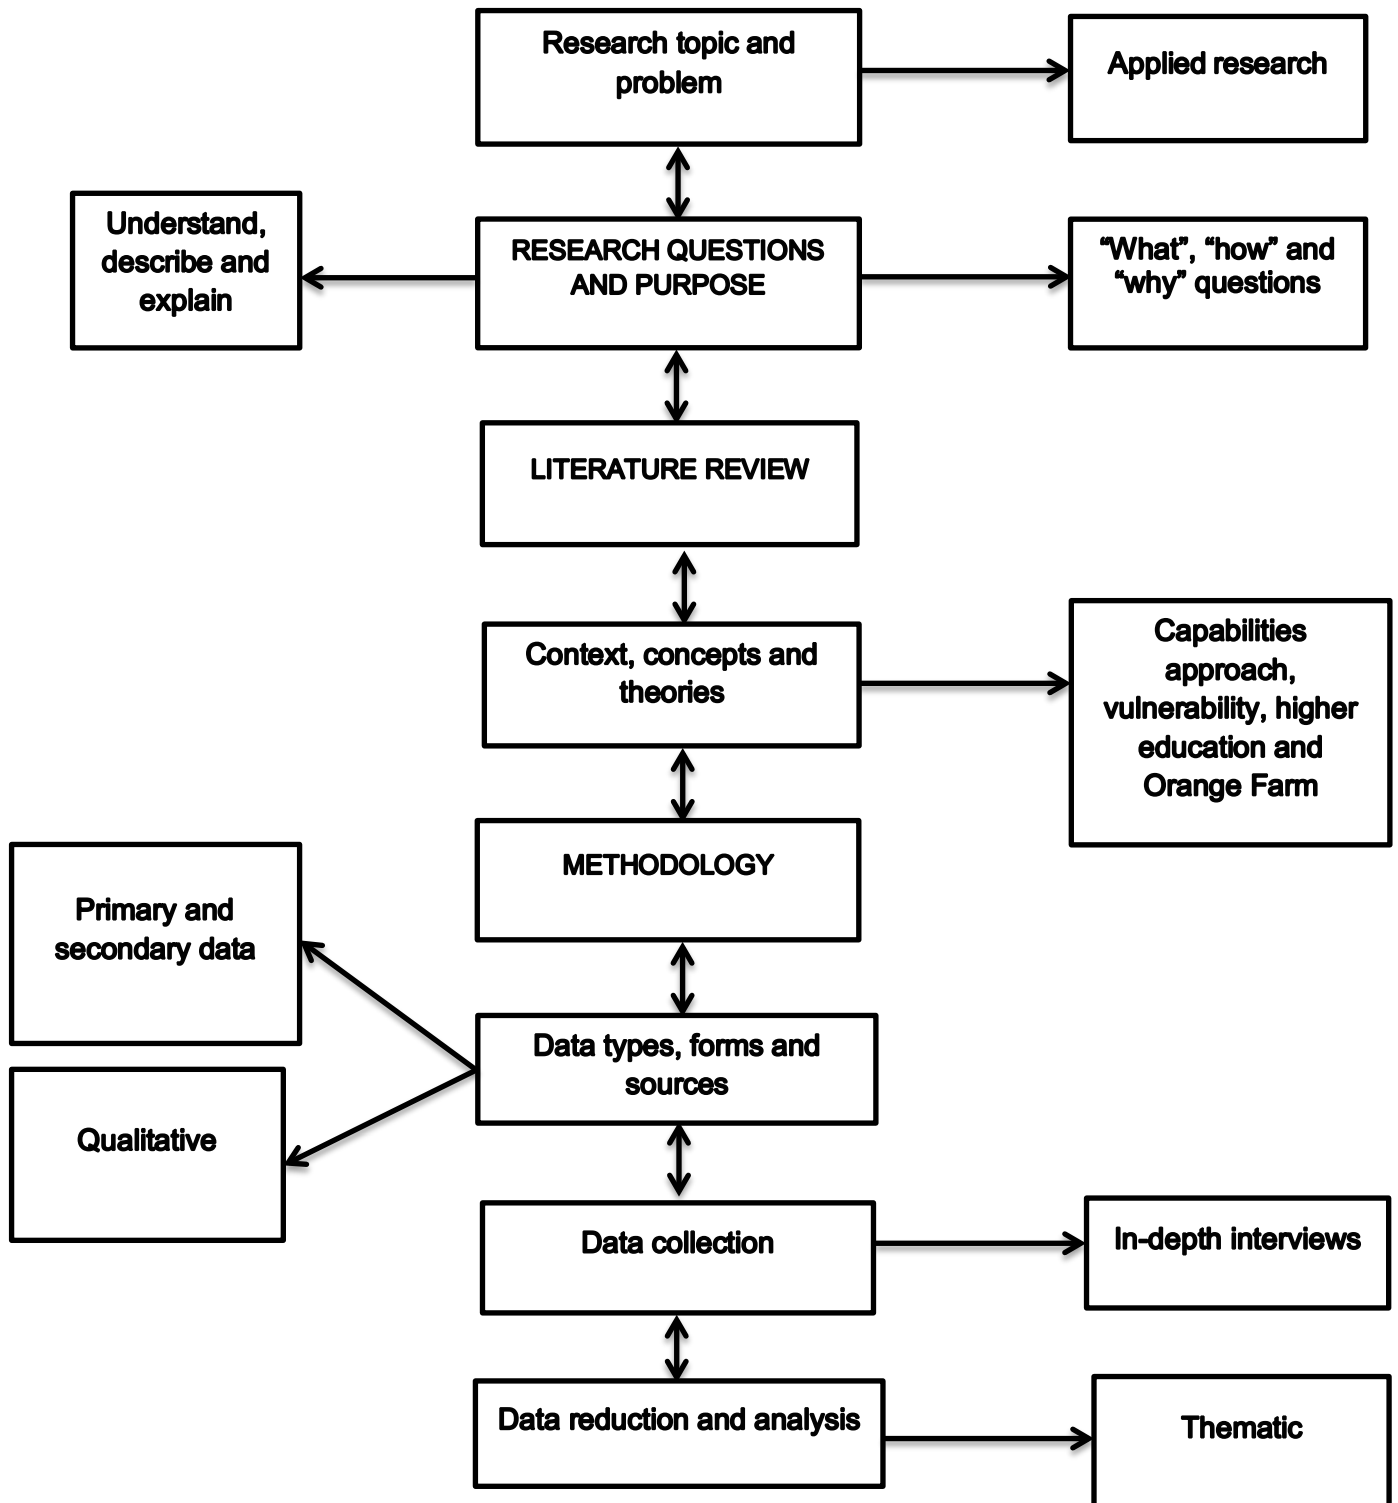 Research topic and
problem
Applied research
Understand,
describe and
explain
RESEARCH QUESTIONS
AND PURPOSE
“What”, “how” and
“why” questions
LITERATURE REVIEW
Context, concepts and
theories
Capabilities
approach,
vulnerability, higher
education and
Orange Farm
METHODOLOGY
Primary and
secondary data
Data types, forms and
sources
Qualitative
Data collection
In-depth interviews
Data reduction and analysis
Thematic